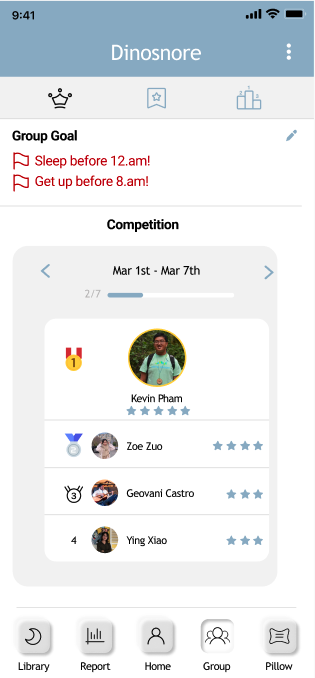 9:41
Dinosnore
Group Goal
Sleep before 12.am!
Get up before 8.am!
Competition
Mar 1st - Mar 7th
2/7
1
Kevin Pham
2
Zoe Zuo
3
Geovani Castro
4
Ying Xiao
Library Report Home Group Pillow